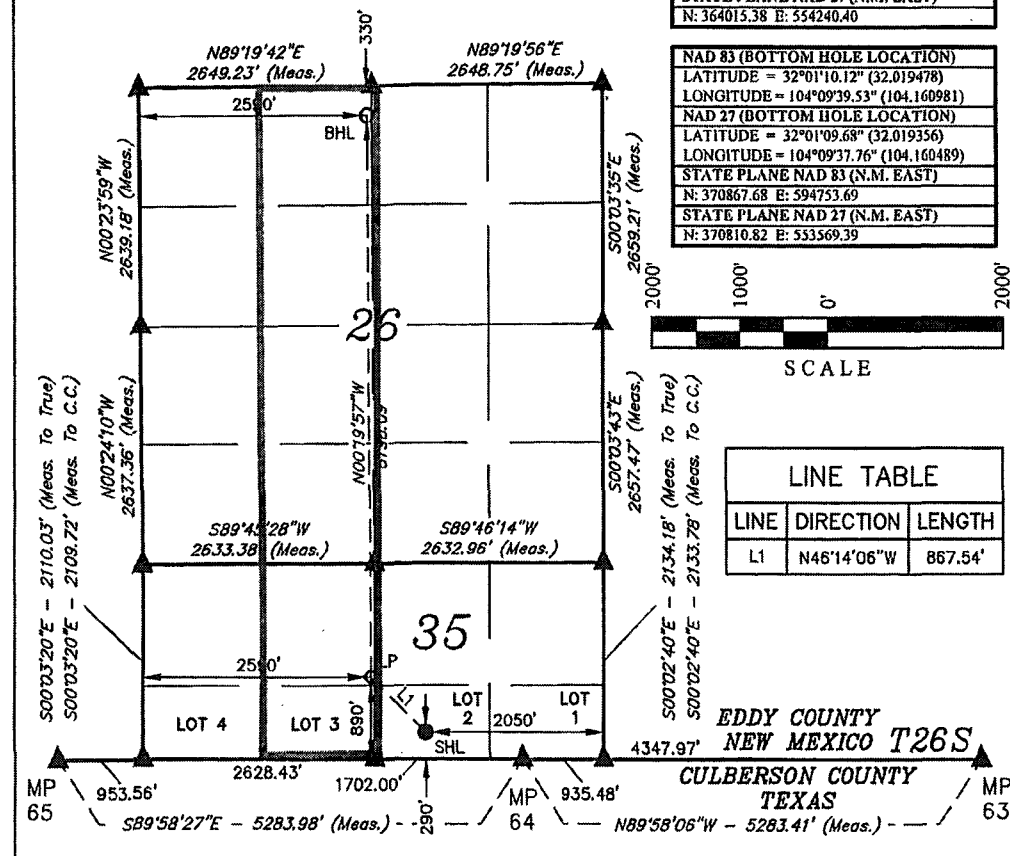 N: 364015.38 E: 554240.40
NAD 83 (BOTTOM HOLE LOCATION)
LATITUDE = 32°01'10.12" (32.019478)
LONGITUDE = 104°09'39.53" (104.160981)
NAD 27 (BOTTOM HOLE LOCATION)
LATITUDE = 32°01'09.68" (32.019356)
LONGITUDE = 104°09'37.76" (104.160489)
STATE PLANE NAD 83 (N.M. EAST)
N: 370867.68 E: 594753.69
STATE PLANE NAD 27 (N.M. EAST)
N: 370810.82 E: 553569.39
330'
N89°19'42"E
2649.23' (Meas.)
N89°19'56"E
2648.75' (Meas.)
2590'
BHL
N00°23'59"W
2639.18' (Meas.)
S00°03'35"E
2659.21' (Meas.)
2000'
1000'
0'
2000'
SCALE
26
N00°19'57"W
N00°24'10"W
2637.36' (Meas.)
S00°03'43"E
2657.47' (Meas.)
S00°03'20"E - 2110.03' (Meas. To True)
S00°03'20"E - 2109.72' (Meas. To C.C.)
S00°02'40"E - 2134.18' (Meas. To True)
S00°02'40"E - 2133.78' (Meas. To C.C.)
LINE TABLE
LINE DIRECTION LENGTH
L1 N46°14'06"W 867.54'
2633.38' (Meas.)
S89°46'14"W
2632.96' (Meas.)
35
2590'
LP
L1
890'
LOT 4
LOT 3
LOT
2
LOT
1
2050'
SHL
EDDY COUNTY
NEW MEXICO T26S
4347.97'
CULBERSON COUNTY
TEXAS
MP
65
953.56'
2628.43'
1702.00'
290'
MP
64
935.48'
MP
63
S89°58'27"E - 5283.98' (Meas.)
N89°58'06"W - 5283.41' (Meas.)